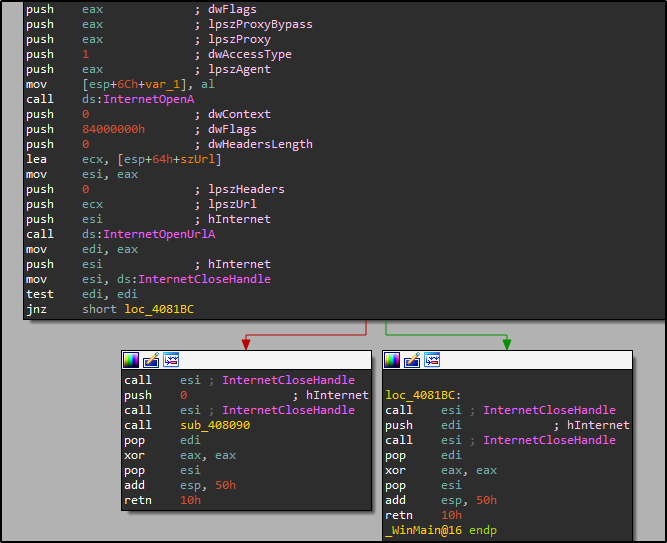 push    eax             ; dwFlags
push    eax             ; lpszProxyBypass
push    eax             ; lpszProxy
push    1               ; dwAccessType
push    eax             ; lpszAgent
mov     [esp+6Ch+var_1], al
call    ds:InternetOpenA
push    0               ; dwContext
push    84000000h       ; dwFlags
push    0               ; dwHeadersLength
lea     ecx, [esp+64h+szUrl]
mov     esi, eax
push    0               ; lpszHeaders
push    ecx             ; lpszUrl
push    esi             ; hInternet
call    ds:InternetOpenUrlA
mov     edi, eax
push    esi             ; hInternet
mov     esi, ds:InternetCloseHandle
test    edi, edi
jnz     short loc_4081BC
call    esi ; InternetCloseHandle
push    0               ; hInternet
call    esi ; InternetCloseHandle
call    sub_408090
pop     edi
xor     eax, eax
pop     esi
add     esp, 50h
retn    10h
loc_4081BC:
call    esi ; InternetCloseHandle
push    edi             ; hInternet
call    esi ; InternetCloseHandle
pop     edi
xor     eax, eax
pop     esi
add     esp, 50h
retn    10h
_WinMain@16 endp